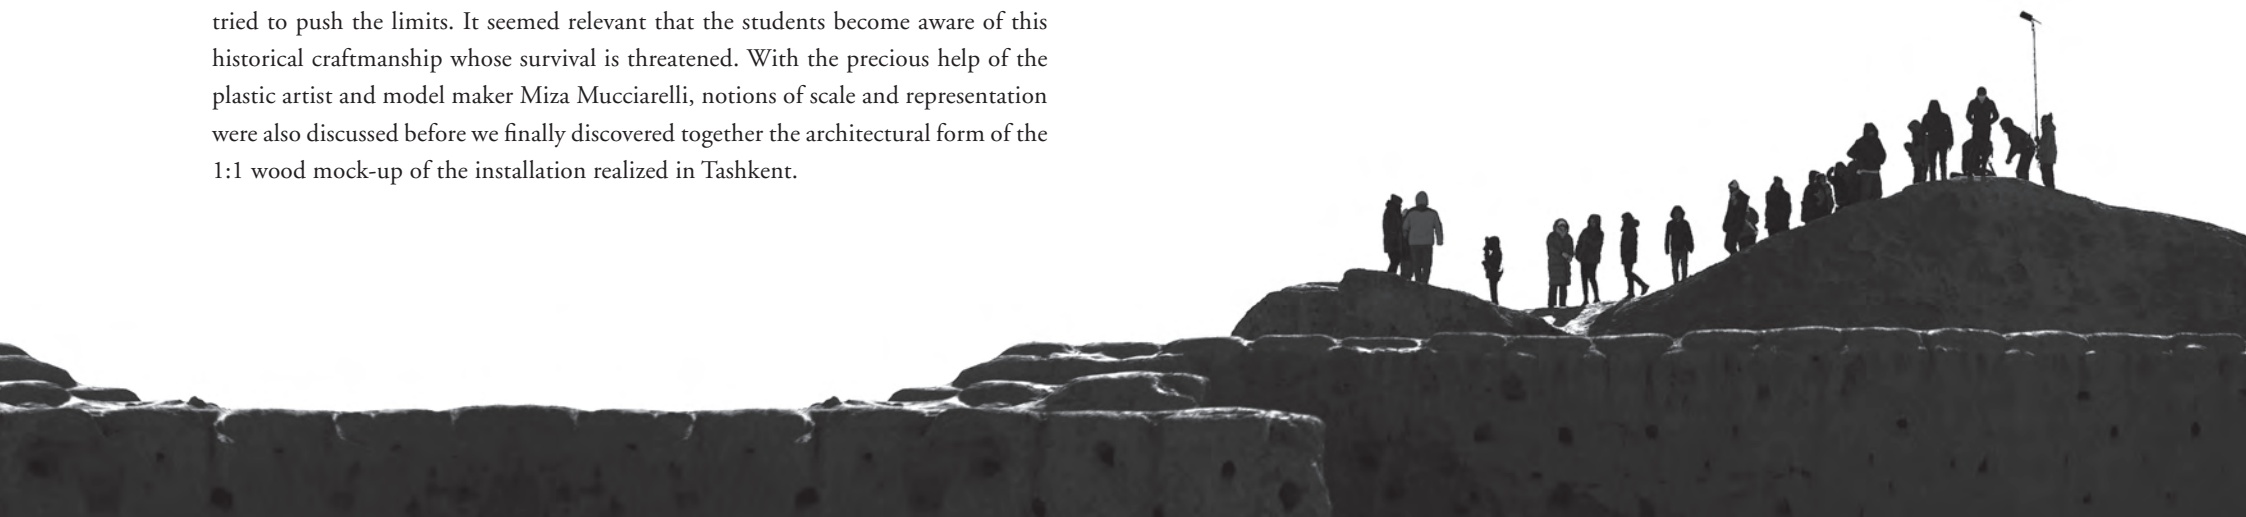 tried to push the limits. It seemed relevant that the students become aware of this
historical craftmanship whose survival is threatened. With the precious help of the
plastic artist and model maker Miza Mucciarelli, notions of scale and representation
were also discussed before we finally discovered together the architectural form of the
1:1 wood mock-up of the installation realized in Tashkent.